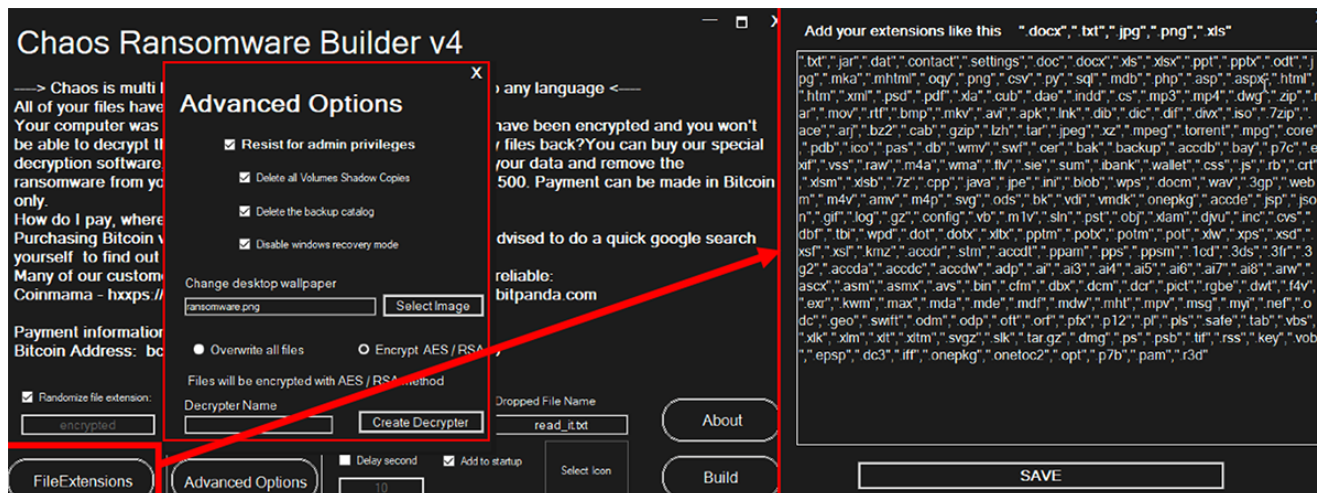 Chaos Ransomware Builder v4
----> Chaos is multi l
any language <----
All of your files have
Your computer was
have been encrypted and you won't
be able to decrypt t
files back?You can buy our special
decryption software
your data and remove the
ransomware from yo
500. Payment can be made in Bitcoin
only.
How do I pay, where
Purchasing Bitcoin v
dvised to do a quick google search
yourself to find out
Many of our custom
reliable:
Coinmama - hxxps://
bitpanda.com
Payment information
Bitcoin Address: bc
Randomize file extension:
encrypted
FileExtensions
Advanced Options
X
Advanced Options
Resist for admin privileges
Delete all Volumes Shadow Copies
Delete the backup catalog
Disable windows recovery mode
Change desktop wallpaper
ransomware.png
Select Image
Overwrite all files
Encrypt AES / RSA
Files will be encrypted with AES / RSA method
Decrypter Name
Create Decrypter
Dropped File Name
read_it.txt
Delay second
Add to startup
10
Select Icon
About
Build
Add your extensions like this ".docx",".txt",".jpg",".png",".xls"
".txt",".jar",".dat",".contact",".settings",".doc",".docx",".xls",".xlsx",".ppt",".pptx",".odt",".j
pg",".mka",".mhtml",".oqy",".png",".csv",".py",".sql",".mdb",".php",".asp",".aspx",".html",
".htm",".xml",".psd",".pdf",".xla",".cub",".dae",".indd",".cs",".mp3",".mp4",".dwg",".zip",".r
ar",".mov",".rtf",".bmp",".mkv",".avi",".apk",".lnk",".dib",".dic",".dif",".divx",".iso",".7zip",".
ace",".arj",".bz2",".cab",".gzip",".lzh",".tar",".jpeg",".xz",".mpeg",".torrent",".mpg",".core"
,".pdb",".ico",".pas",".db",".wmv",".swf",".cer",".bak",".backup",".accdb",".bay",".p7c",".e
xif",".vss",".raw",".m4a",".wma",".flv",".sie",".sum",".ibank",".wallet",".css",".js",".rb",".crt"
,".xlsm",".xlsb",".7z",".cpp",".java",".jpe",".ini",".blob",".wps",".docm",".wav",".3gp",".web
m",".m4v",".amv",".m4p",".svg",".ods",".bk",".vdi",".vmdk",".onepkg",".accde",".jsp",".jso
n",".gif",".log",".gz",".config",".vb",".m1v",".sln",".pst",".obj",".xlam",".djvu",".inc",".cvs",".
dbf",".tbi",".wpd",".dot",".dotx",".xltx",".pptm",".potx",".potm",".pot",".xlw",".xps",".xsd",".
xsf",".xsl",".kmz",".accdr",".stm",".accdt",".ppam",".pps",".ppsm",".1cd",".3ds",".3fr",".3
g2",".accda",".accdc",".accdw",".adp",".ai",".ai3",".ai4",".ai5",".ai6",".ai7",".ai8",".arw",".
ascx",".asm",".asmx",".avs",".bin",".cfm",".dbx",".dcm",".dcr",".pict",".rgbe",".dwt",".f4v",
".exr",".kwm",".max",".mda",".mde",".mdf",".mdw",".mht",".mpv",".msg",".myi",".nef",".o
dc",".geo",".swift",".odm",".odp",".oft",".orf",".pfx",".p12",".pl",".pls",".safe",".tab",".vbs",
".xlk",".xlm",".xlt",".xltm",".svgz",".slk",".tar.gz",".dmg",".ps",".psb",".tif",".rss",".key",".vob
",".epsp",".dc3",".iff",".onepkg",".onetoc2",".opt",".p7b",".pam",".r3d"
SAVE